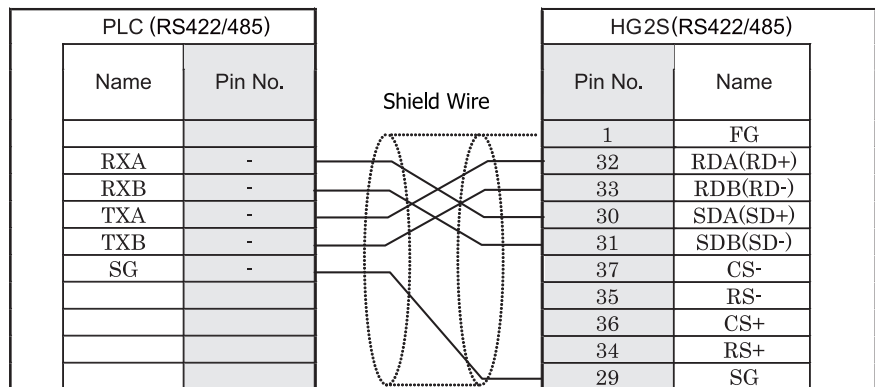 PLC (RS422/485) HG2S(RS422/485)
Name Pin No. Pin No. Name
Shield Wire
1 FG
RXA - 32 RDA(RD+)
RXB - 33 RDB(RD-)
TXA - 30 SDA(SD+)
TXB - 31 SDB(SD-)
SG - 37 CS-
35 RS-
36 CS+
34 RS+
29 SG